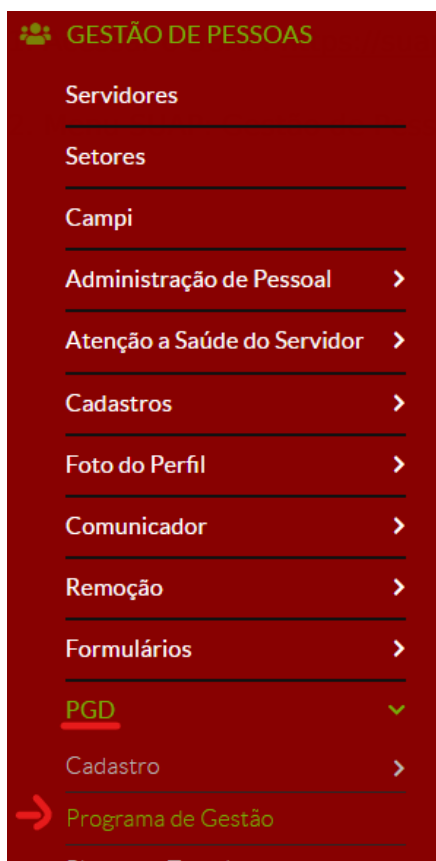 GESTÃO DE PESSOAS
Servidores
Setores
Campi
Administração de Pessoal
Atenção a Saúde do Servidor
Cadastros
Foto do Perfil
Comunicador
Remoção
Formulários
PGD
Cadastro
Programa de Gestão